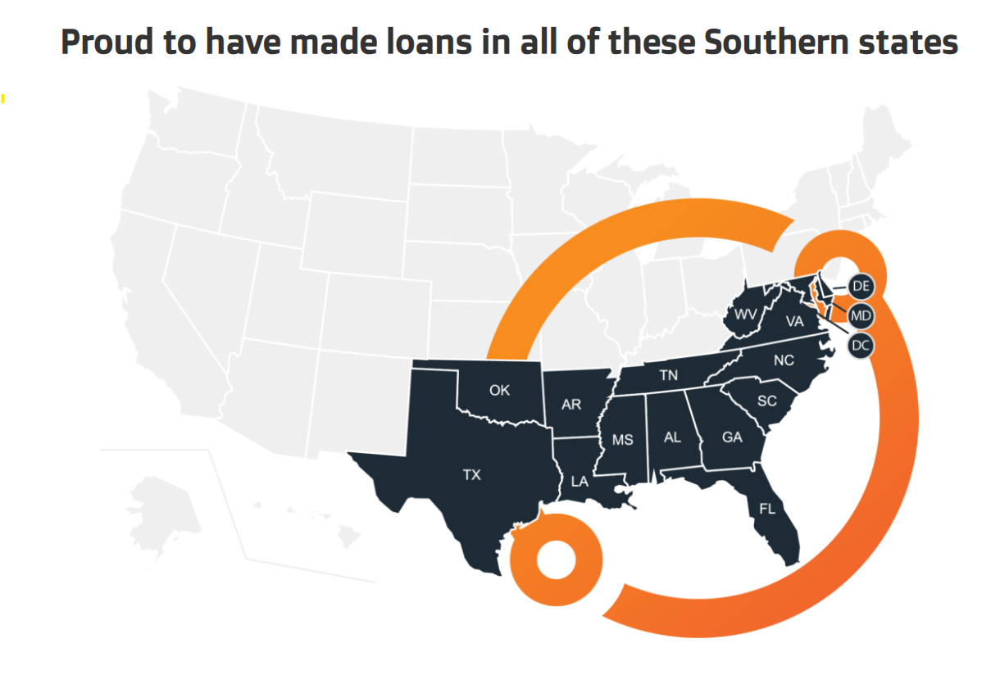 Proud to have made loans in all of these Southern states
DE
WV
MD
VA
DC
NC
TN
OK
SC
AR
MS
AL
GA
TX
LA
FL